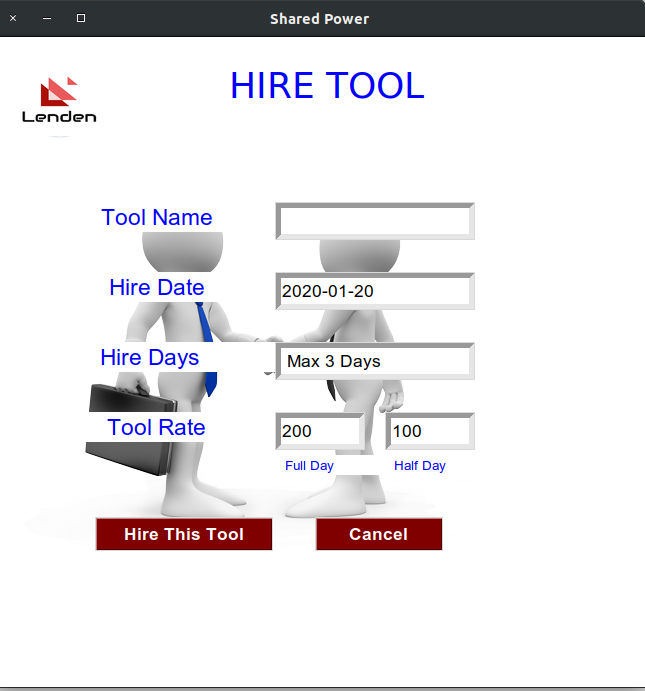 Shared Power
HIRE TOOL
Lenden
Tool Name
Hire Date 2020-01-20
Hire Days Max 3 Days
Tool Rate 200 100
Full Day Half Day
Hire This Tool Cancel